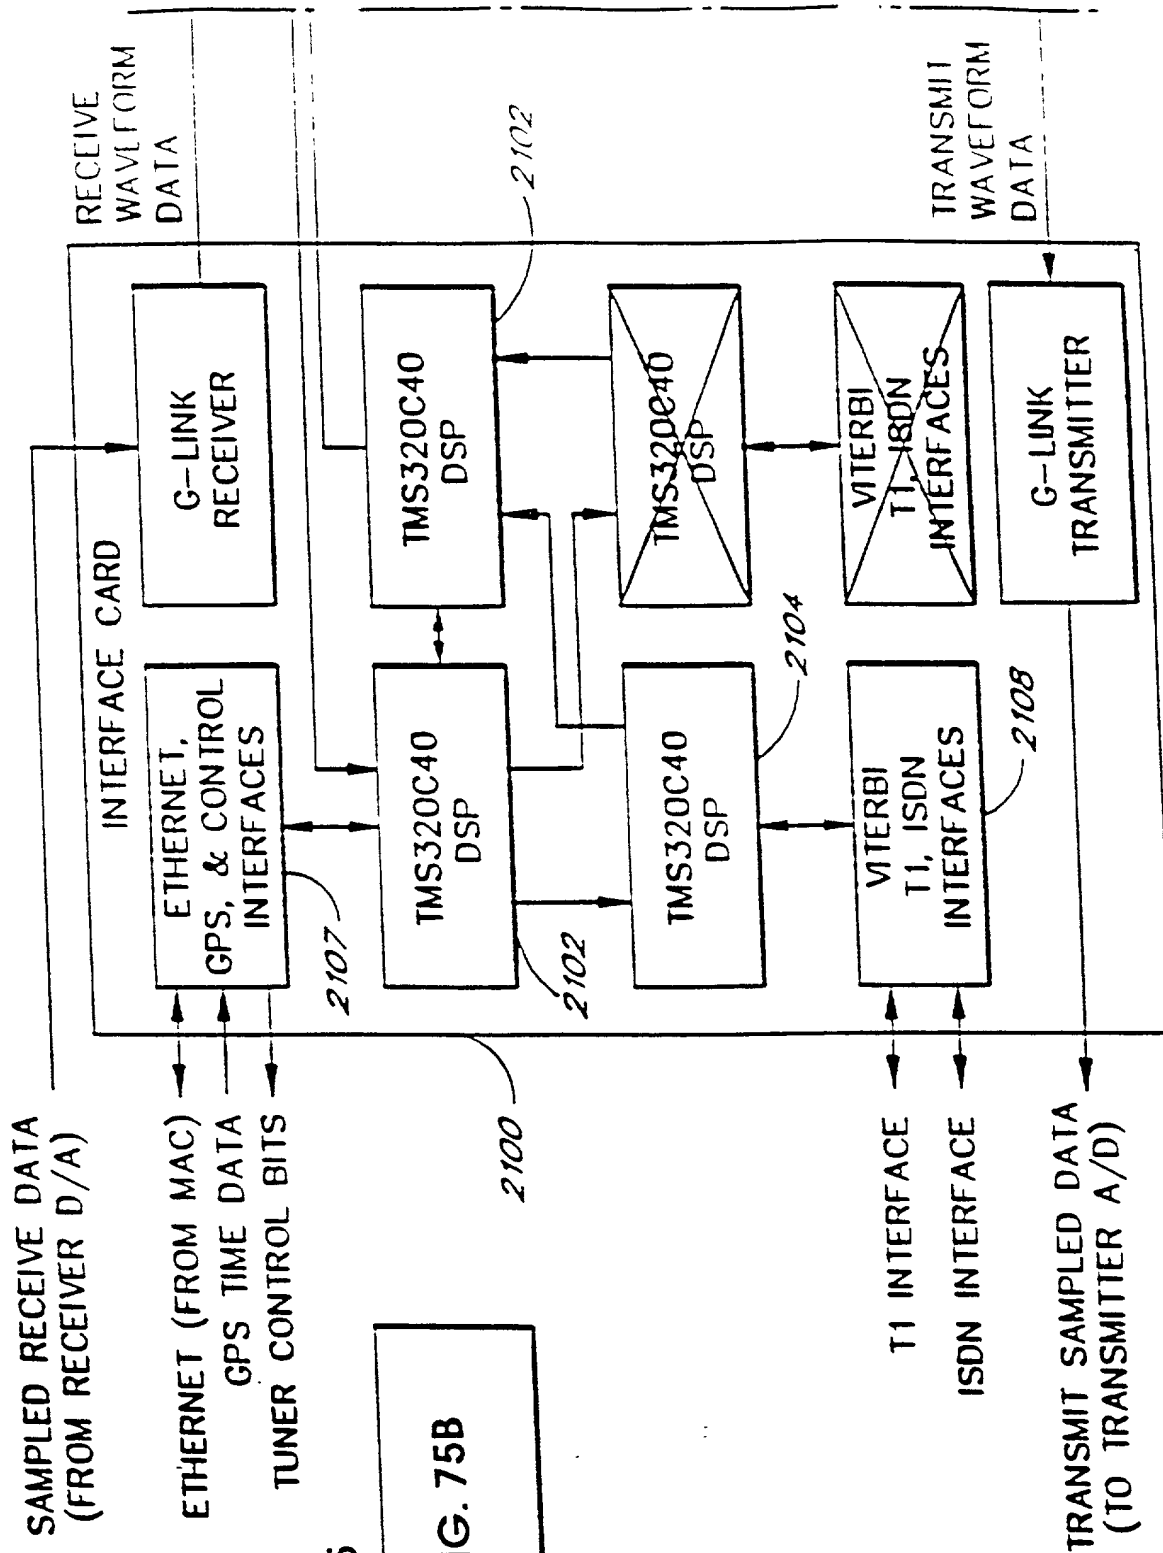 SAMPLED RECEIVE DATA
(FROM RECEIVER D/A)
ETHERNET (FROM MAC)
GPS TIME DATA
TUNER CONTROL BITS
2100
T1 INTERFACE
ISDN INTERFACE
TRANSMIT SAMPLED DATA
(TO TRANSMITTER A/D)
INTERFACE CARD
ETHERNET,
GPS, & CONTROL
INTERFACES
2107
TMS320C40
DSP
2102
TMS320C40
DSP
2104
VITERBI
T1, ISDN
INTERFACES
2108
G-LINK
RECEIVER
TMS320C40
DSP
2102
TMS320C40
DSP
VITERBI
T1, ISDN
INTERFACES
G-LINK
TRANSMITTER
RECEIVE
WAVEFORM
DATA
TRANSMIT
WAVEFORM
DATA
G. 75B